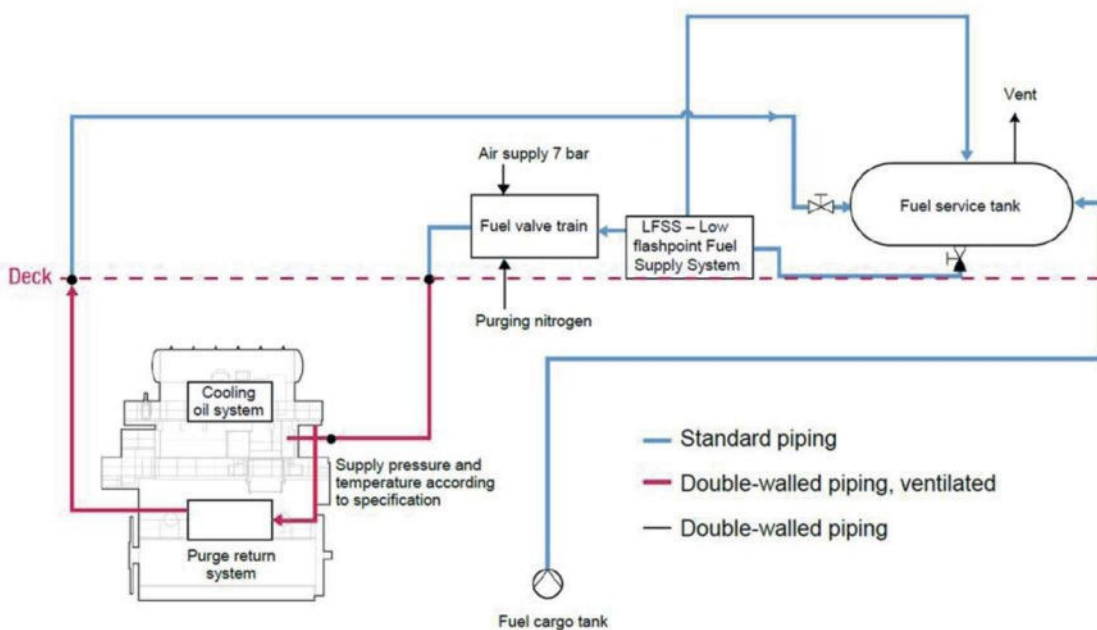 Vent
Air supply 7 bar
Fuel valve train
LFSS – Low
flashpoint Fuel
Supply System
Fuel service tank
Deck
Purging nitrogen
Cooling
oil system
Supply pressure and
temperature according
to specification
Purge return
system
Standard piping
Double-walled piping, ventilated
Double-walled piping
Fuel cargo tank